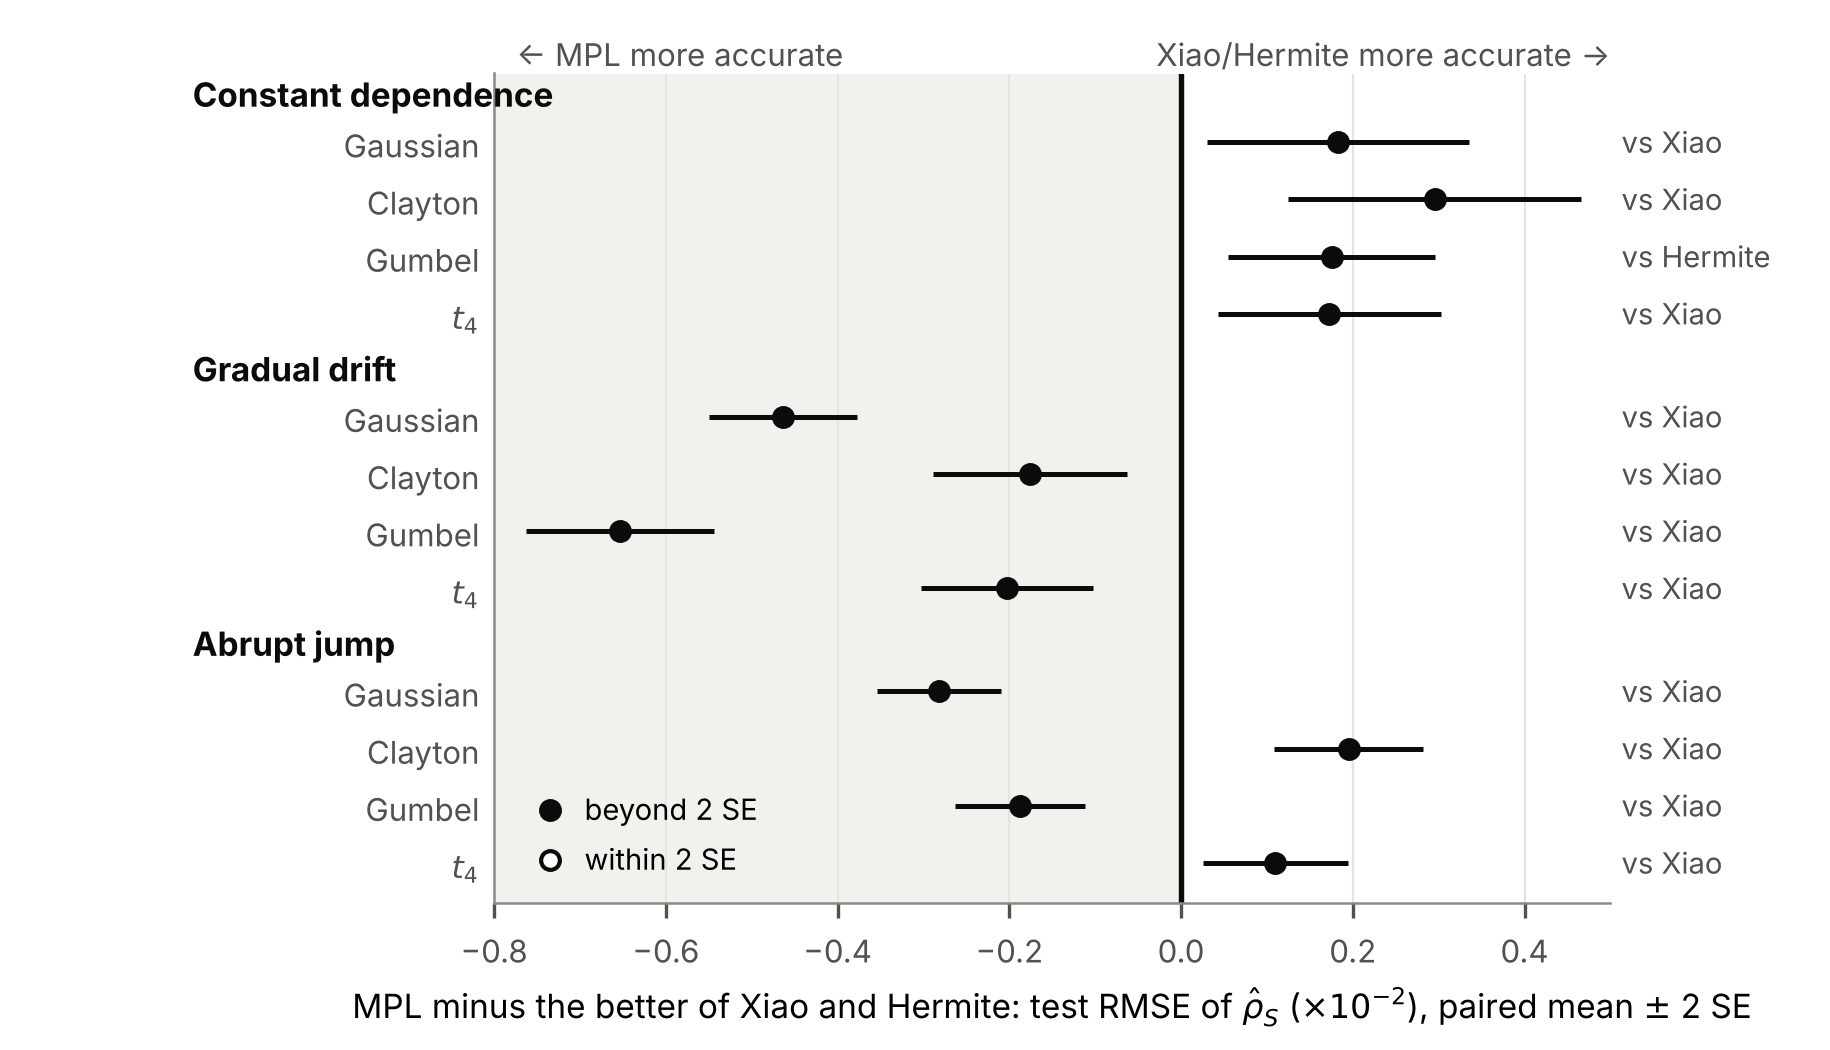 ← MPL more accurate Xiao/Hermite more accurate →
Constant dependence
Gaussian vs Xiao
Clayton vs Xiao
Gumbel vs Hermite
t₄ vs Xiao
Gradual drift
Gaussian vs Xiao
Clayton vs Xiao
Gumbel vs Xiao
t₄ vs Xiao
Abrupt jump
Gaussian vs Xiao
Clayton vs Xiao
Gumbel ● beyond 2 SE vs Xiao
t₄ ○ within 2 SE vs Xiao
−0.8 −0.6 −0.4 −0.2 0.0 0.2 0.4
MPL minus the better of Xiao and Hermite: test RMSE of ρ̂_S (×10⁻²), paired mean ± 2 SE